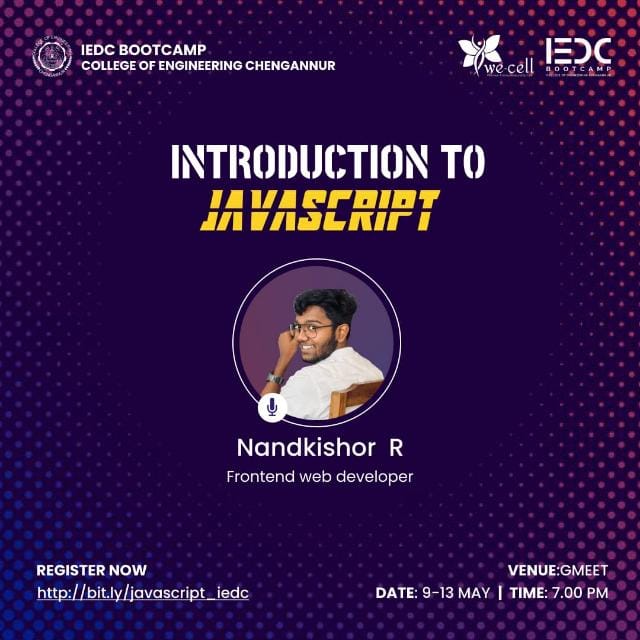 IEDC BOOTCAMP
COLLEGE OF ENGINEERING CHENGANNUR
we-cell
IEDC
BOOTCAMP
INTRODUCTION TO
JAVASCRIPT
Nandkishor R
Frontend web developer
REGISTER NOW
http://bit.ly/javascript_iedc
VENUE:GMEET
DATE: 9-13 MAY | TIME: 7.00 PM